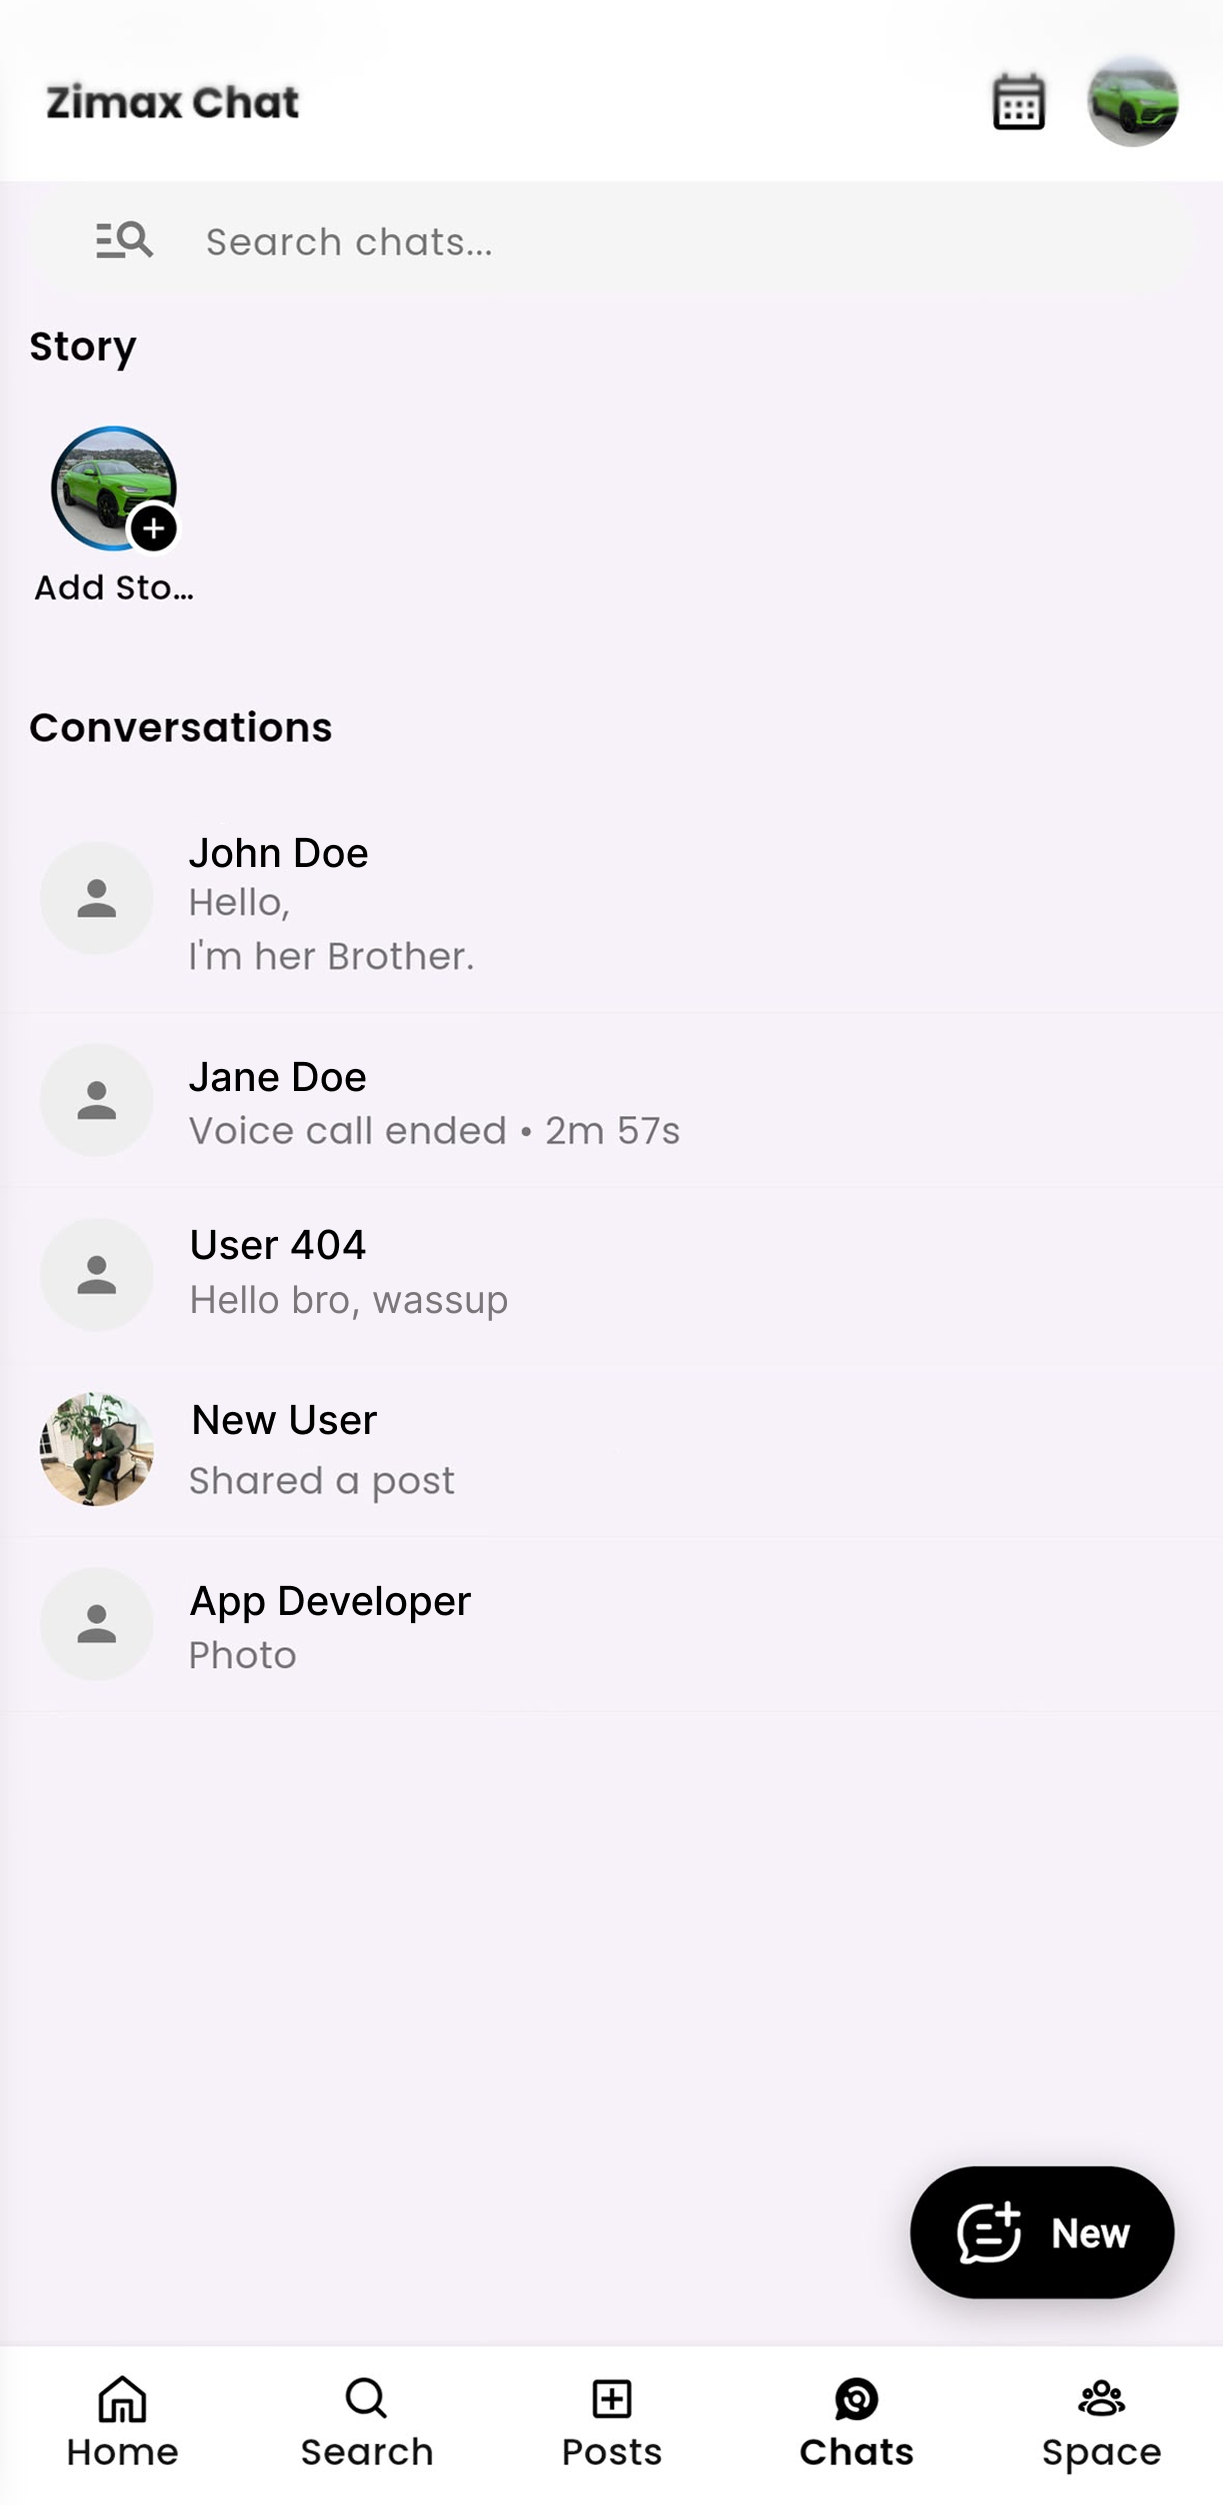 Zimax Chat
Search chats...
Story
Add Sto...
Conversations
John Doe
Hello,
I'm her Brother.
Jane Doe
Voice call ended • 2m 57s
User 404
Hello bro, wassup
New User
Shared a post
App Developer
Photo
New
Home
Search
Posts
Chats
Space